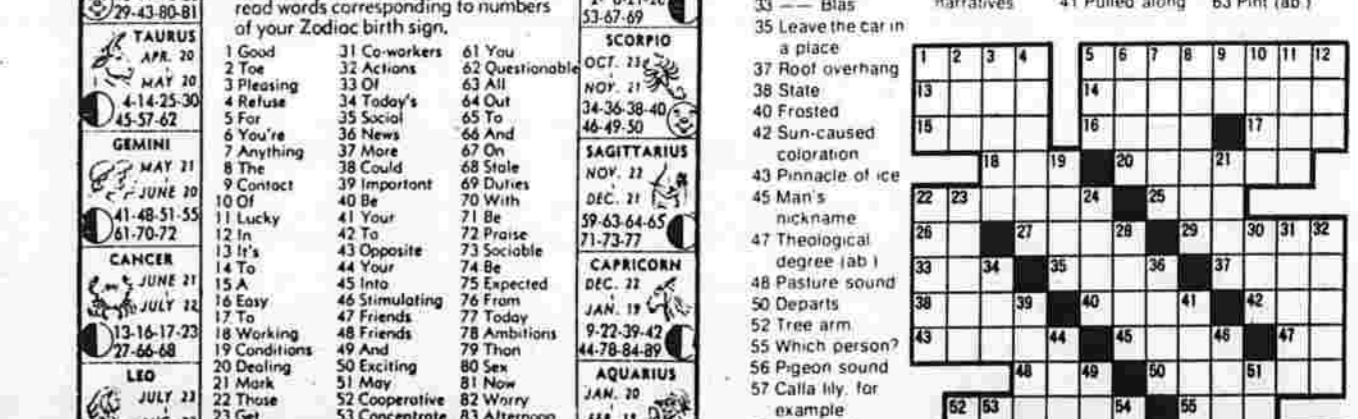 29-43-80-81
TAURUS
APR. 20
MAY 20
4-14-25-30
45-57-62
GEMINI
MAY 21
JUNE 20
41-48-51-55
61-70-72
CANCER
JUNE 21
JULY 22
13-16-17-23
27-66-68
LEO
JULY 23
read words corresponding to numbers
of your Zodiac birth sign.
1 Good
2 Toe
3 Pleasing
4 Refuse
5 For
6 You're
7 Anything
8 The
9 Contact
10 Of
11 Lucky
12 In
13 It's
14 To
15 A
16 Easy
17 To
18 Working
19 Conditions
20 Dealing
21 Mark
22 Those
23 Get
31 Co-workers
32 Actions
33 Of
34 Today's
35 Social
36 News
37 More
38 Could
39 Important
40 Be
41 Your
42 To
43 Opposite
44 Your
45 Into
46 Stimulating
47 Friends
48 Friends
49 And
50 Exciting
51 May
52 Cooperative
53 Concentrate
61 You
62 Questionable
63 All
64 Out
65 To
66 And
67 On
68 Stale
69 Duties
70 With
71 Be
72 Praise
73 Sociable
74 Be
75 Expected
76 From
77 Today
78 Ambitions
79 Than
80 Sex
81 Now
82 Worry
83 Afternoon
53-67-69
SCORPIO
OCT. 23
NOV. 21
34-36-38-40
46-49-50
SAGITTARIUS
NOV. 22
DEC. 21
59-63-64-65
71-73-77
CAPRICORN
DEC. 22
JAN. 19
9-22-39-42
44-78-84-89
AQUARIUS
JAN. 20
33 —— Blas
35 Leave the car in
a place
37 Roof overhang
38 State
40 Frosted
42 Sun-caused
coloration
43 Pinnacle of ice
45 Man's
nickname
47 Theological
degree (ab.)
48 Pasture sound
50 Departs
52 Tree arm
55 Which person?
56 Pigeon sound
57 Calla lily, for
example
narratives
41 Pulled along
63 Pint (ab.)
1 2 3 4 5 6 7 8 9 10 11 12
13 14
15 16 17
18 19 20 21
22 23 24 25
26 27 28 29 30 31 32
33 34 35 36 37
38 39 40 41 42
43 44 45 46 47
48 49 50 51
52 53 54 55